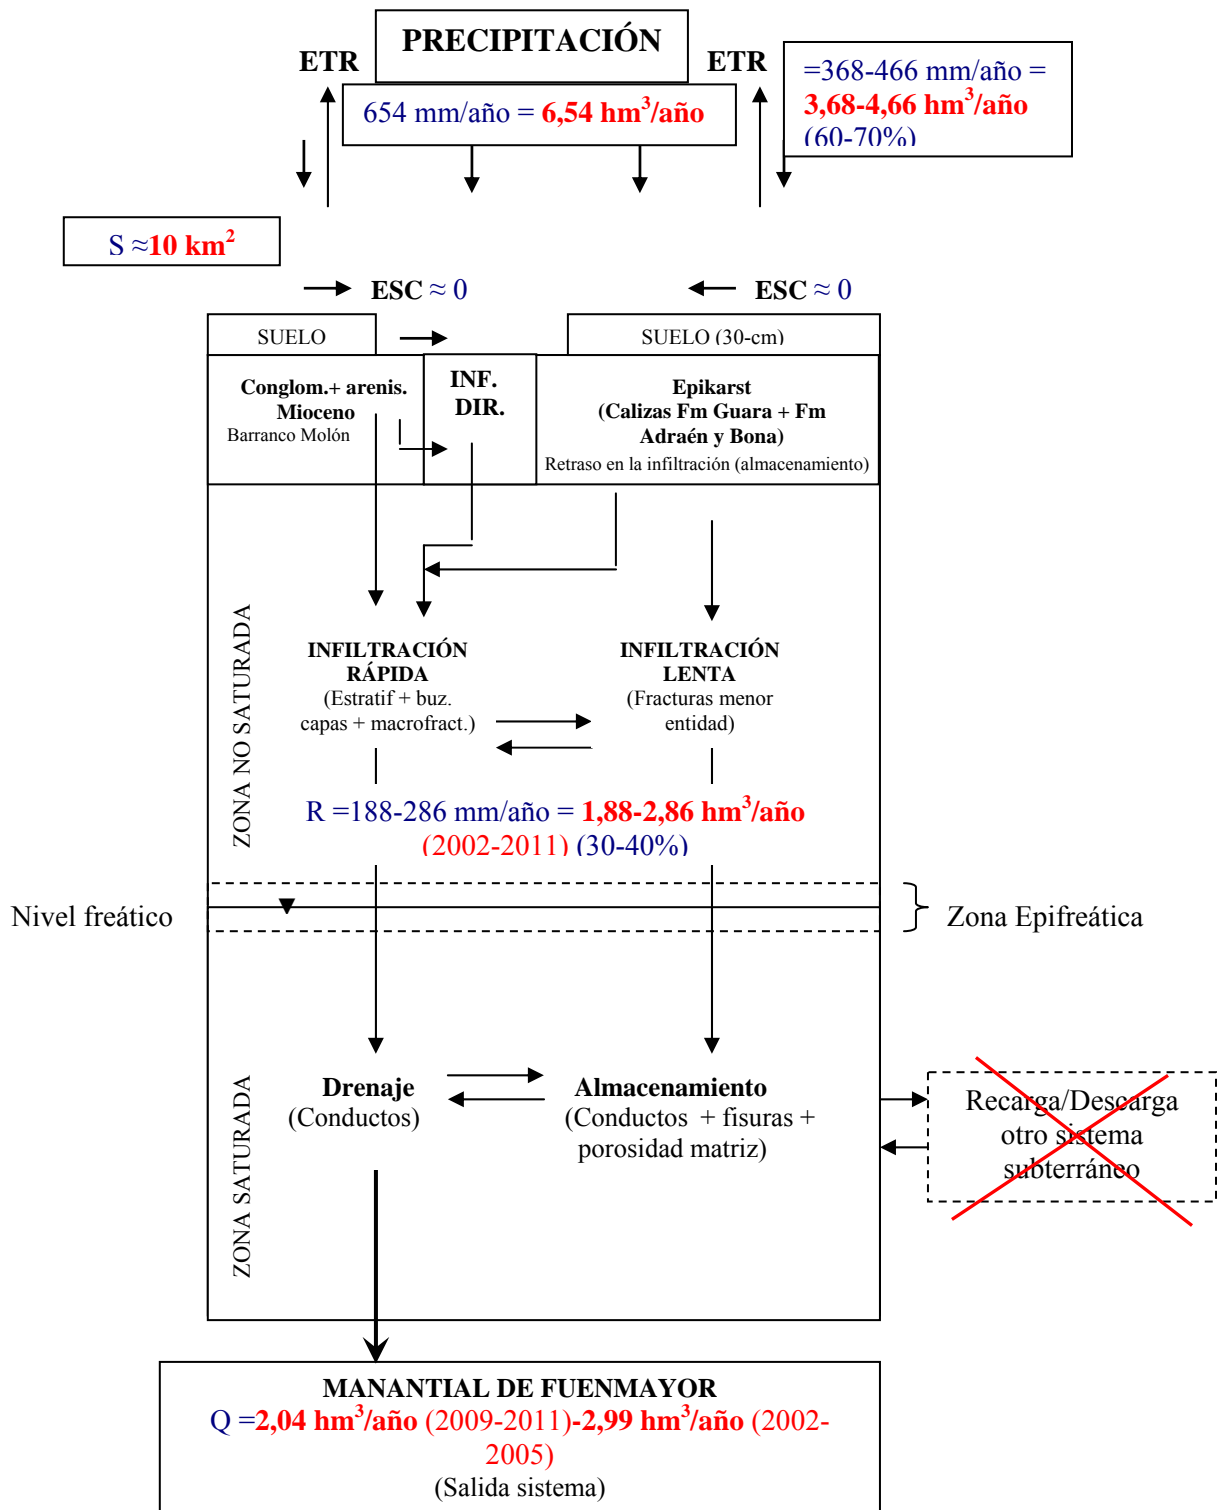 PRECIPITACIÓN
ETR
ETR
=368-466 mm/año =
3,68-4,66 hm³/año
(60-70%)
654 mm/año = 6,54 hm³/año
S ≈10 km²
ESC ≈ 0
ESC ≈ 0
SUELO
SUELO (30-cm)
Conglom.+ arenis.
Mioceno
Barranco Molón
INF.
DIR.
Epikarst
(Calizas Fm Guara + Fm
Adraén y Bona)
Retraso en la infiltración (almacenamiento)
ZONA NO SATURADA
INFILTRACIÓN
RÁPIDA
(Estratif + buz.
capas + macrofract.)
INFILTRACIÓN
LENTA
(Fracturas menor
entidad)
R =188-286 mm/año = 1,88-2,86 hm³/año
(2002-2011) (30-40%)
Nivel freático
Zona Epifreática
ZONA SATURADA
Drenaje
(Conductos)
Almacenamiento
(Conductos + fisuras +
porosidad matriz)
Recarga/Descarga
otro sistema
subterráneo
MANANTIAL DE FUENMAYOR
Q =2,04 hm³/año (2009-2011)-2,99 hm³/año (2002-
2005)
(Salida sistema)